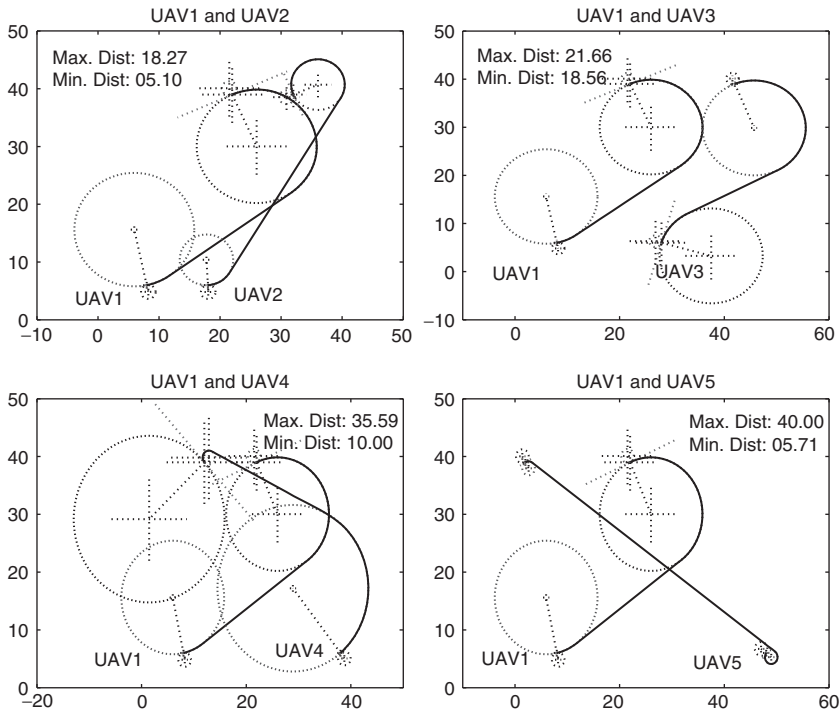 UAV1 and UAV2
50
Max. Dist: 18.27
Min. Dist: 05.10
40
30
20
10
UAV1
UAV2
0
−10
0
10
20
30
40
50
UAV1 and UAV3
50
Max. Dist: 21.66
Min. Dist: 18.56
40
30
20
10
UAV1
UAV3
0
−10
0
20
40
60
UAV1 and UAV4
50
Max. Dist: 35.59
Min. Dist: 10.00
40
30
20
10
UAV1
UAV4
0
−20
0
20
40
UAV1 and UAV5
50
Max. Dist: 40.00
Min. Dist: 05.71
40
30
20
10
UAV1
UAV5
0
0
20
40
60